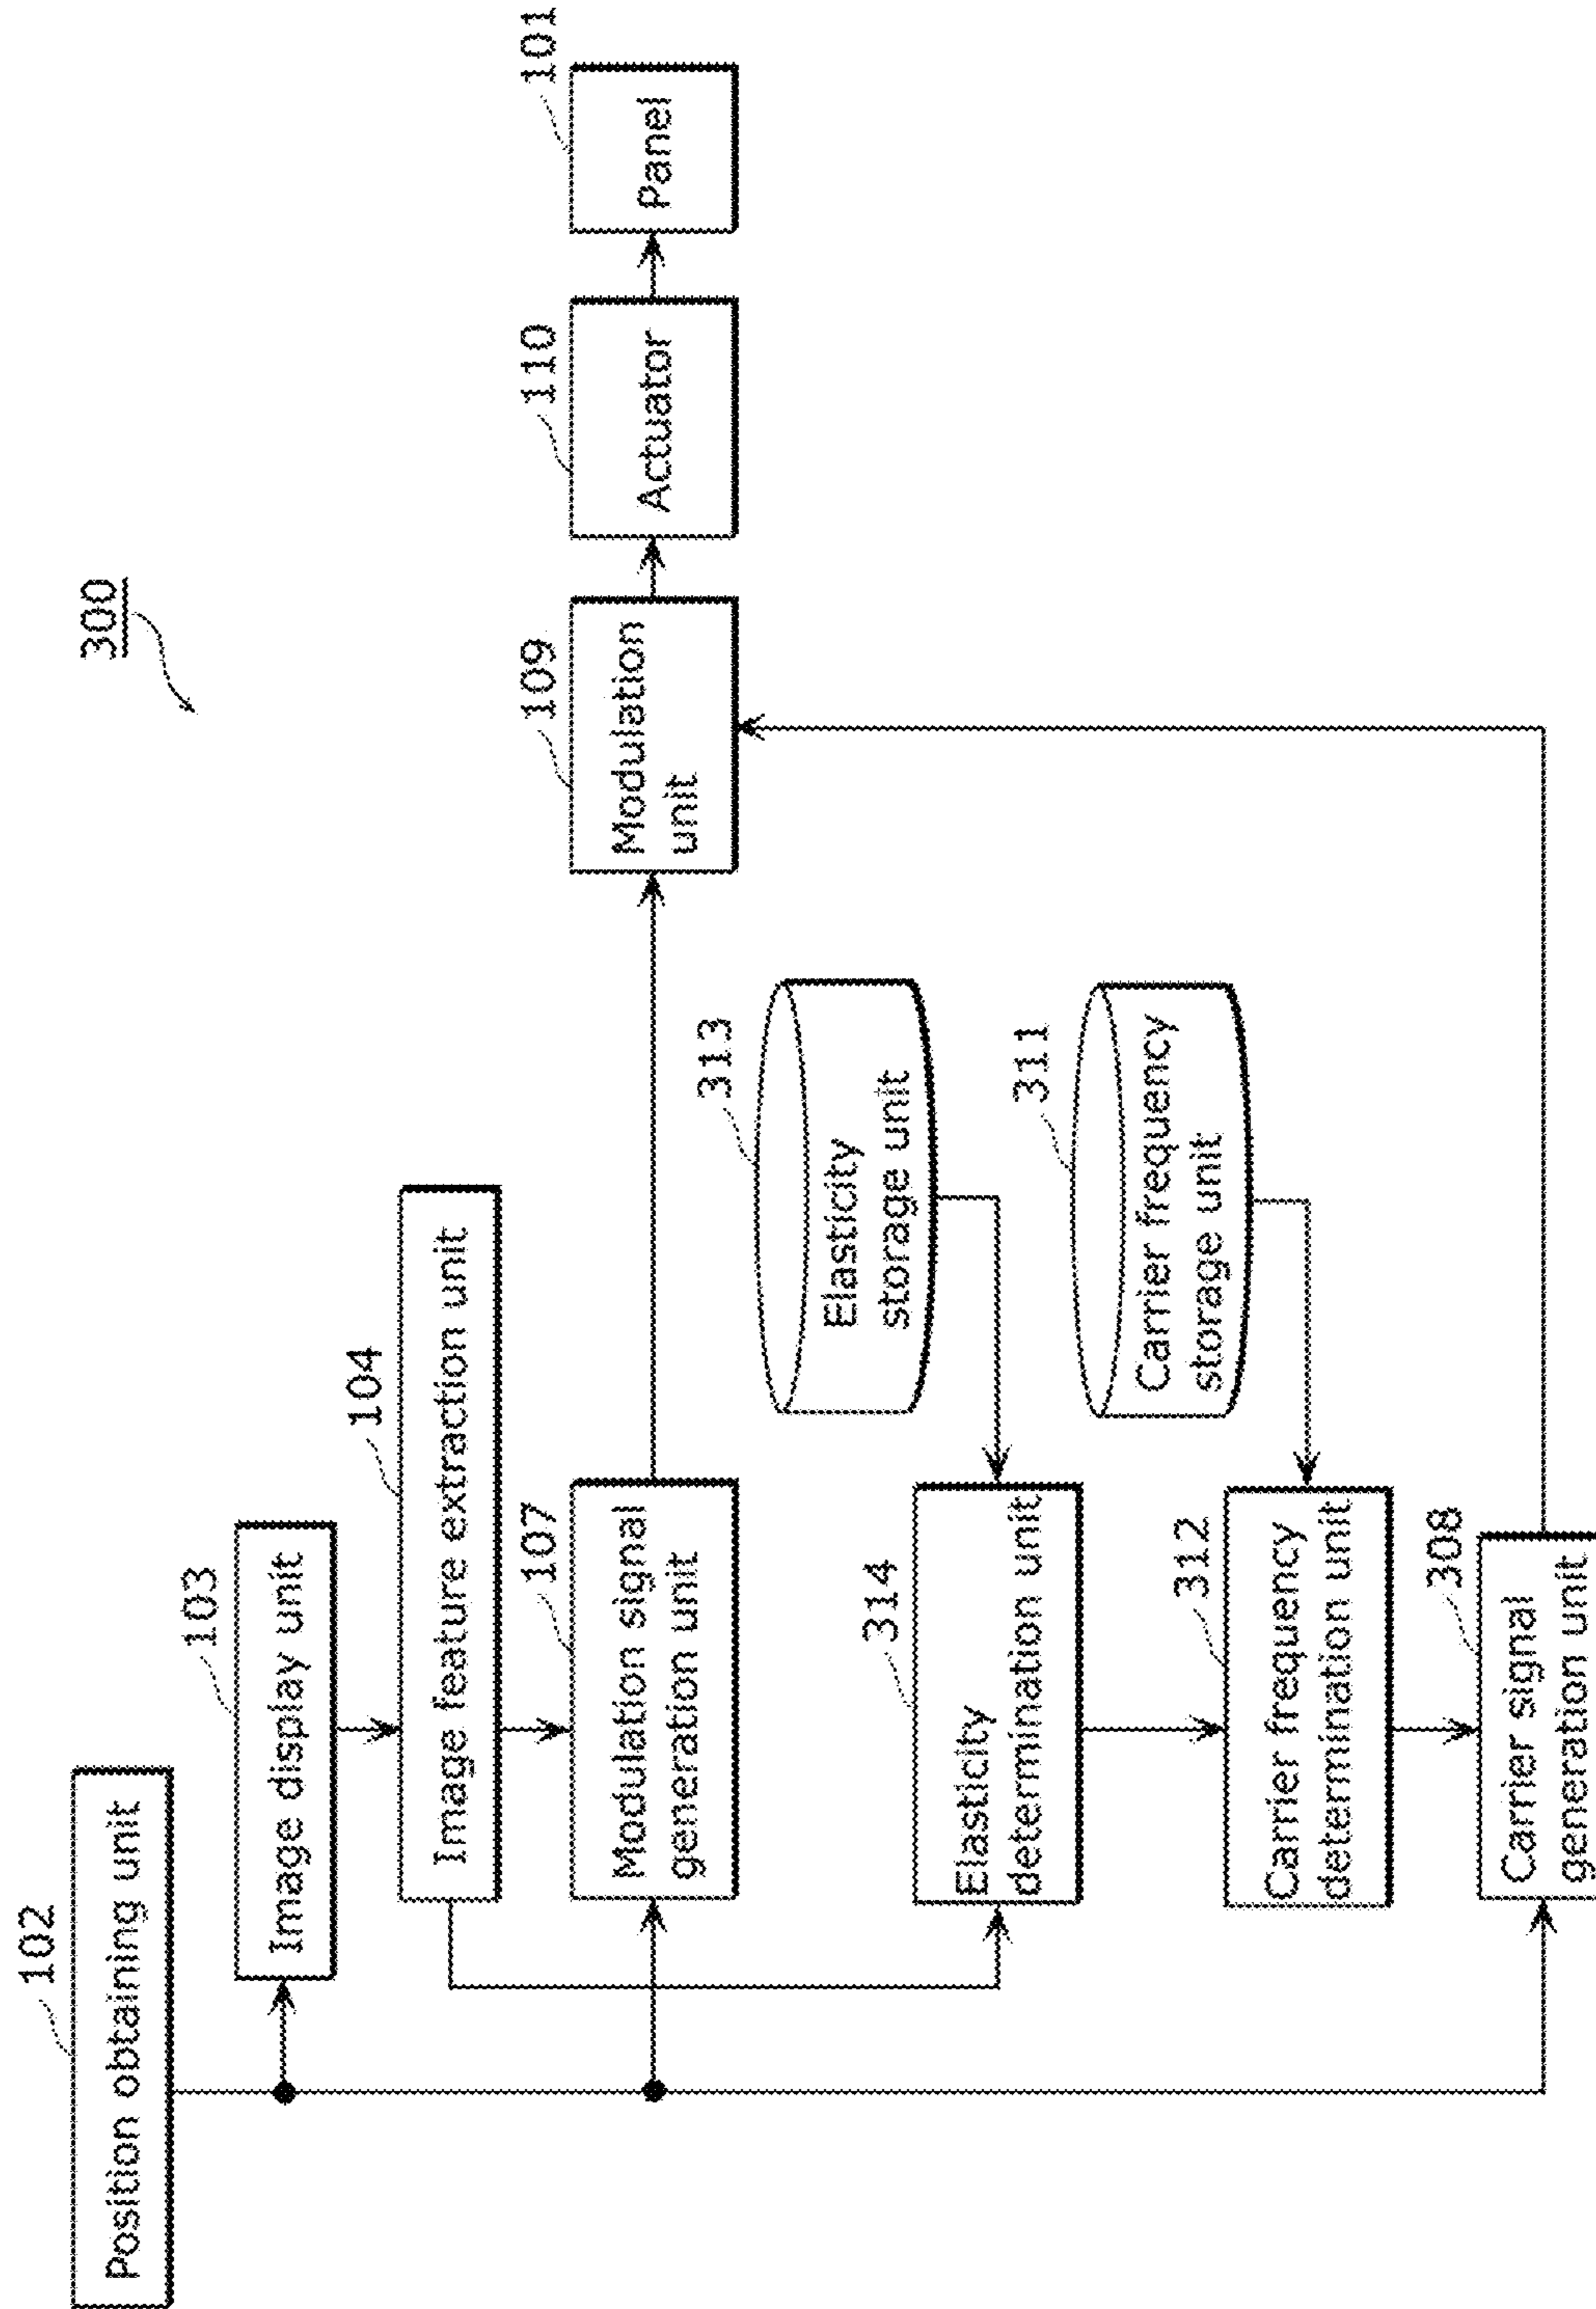 300
102
Position obtaining unit
103
Image display unit
104
Image feature extraction unit
107
Modulation signal
generation unit
109
Modulation
unit
110
Actuator
101
Panel
313
Elasticity
storage unit
314
Elasticity
determination unit
311
Carrier frequency
storage unit
312
Carrier frequency
determination unit
308
Carrier signal
generation unit